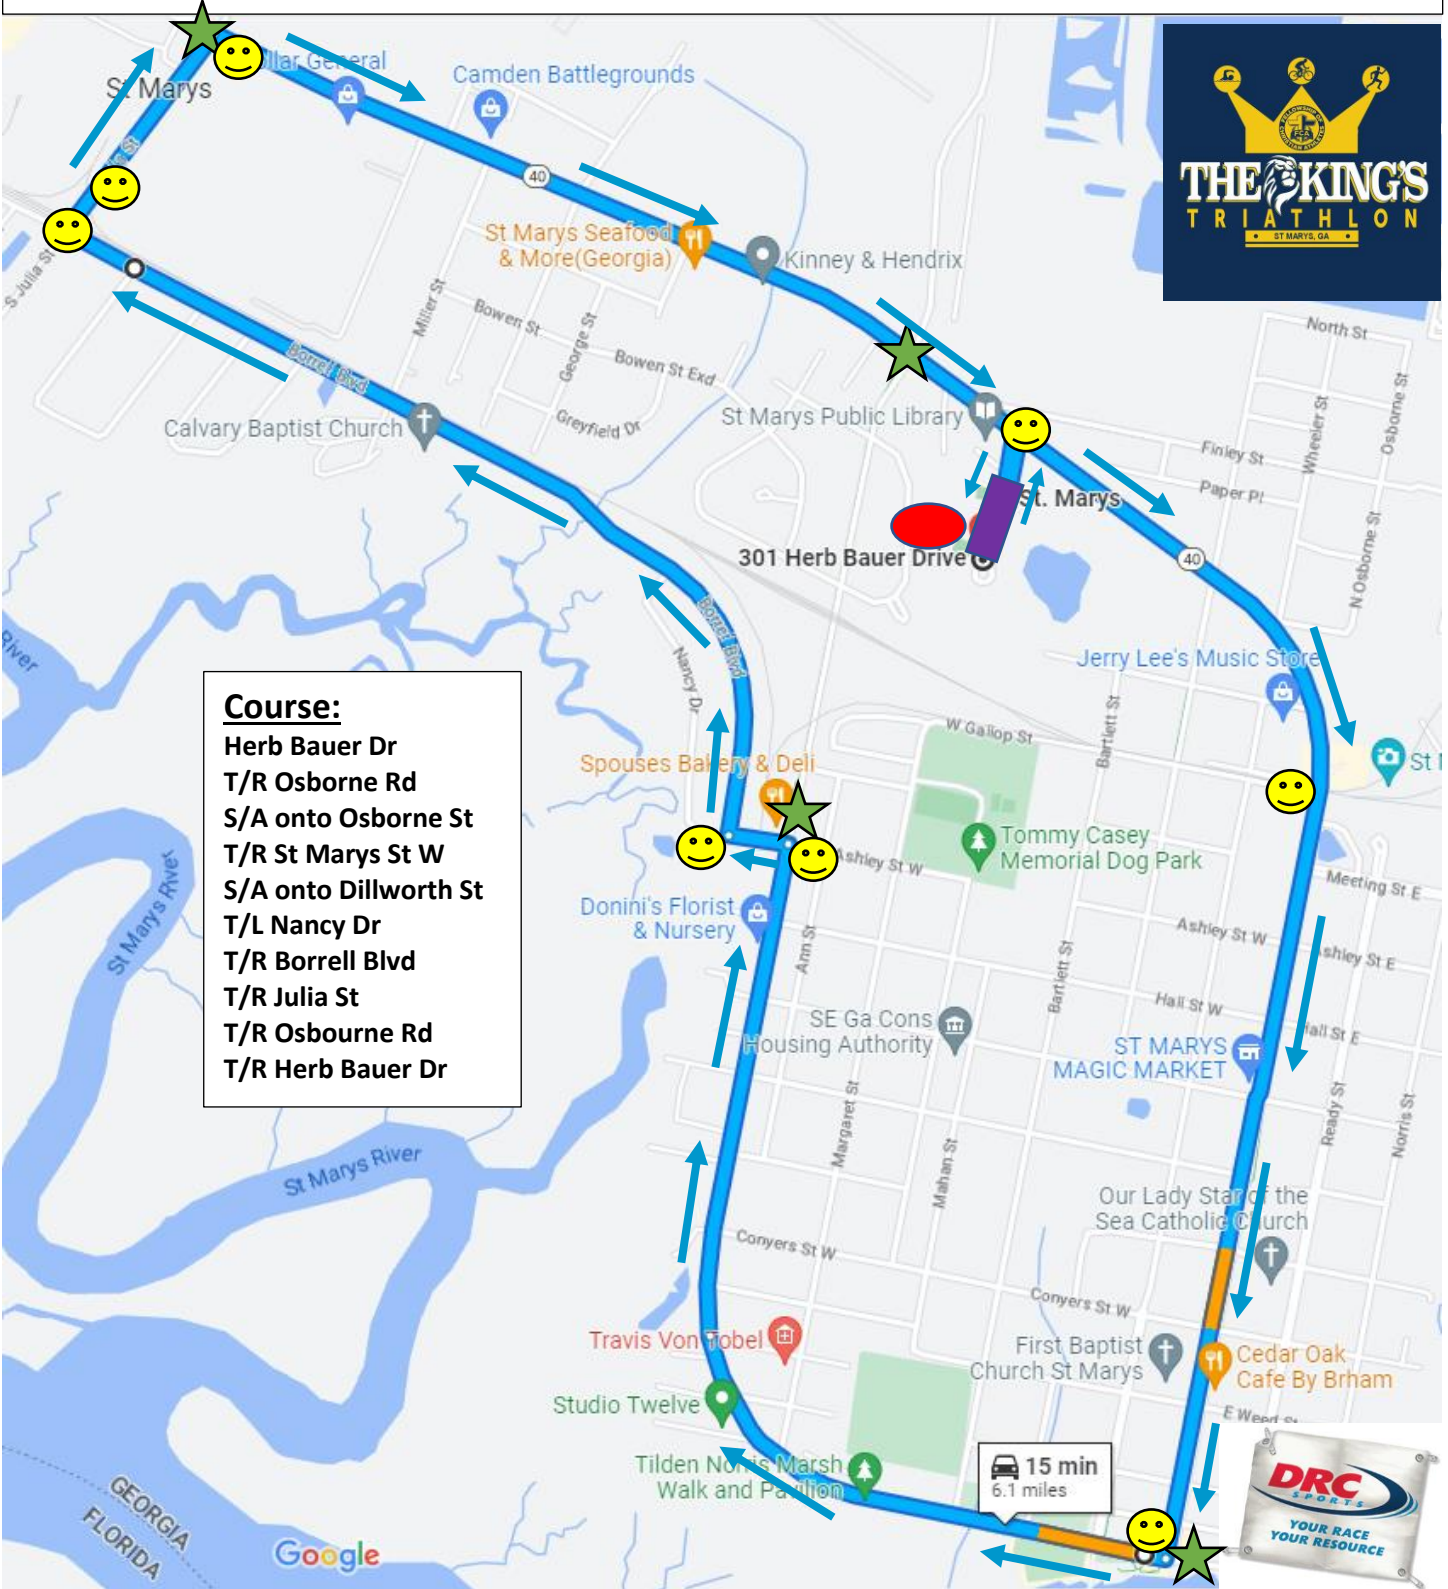 St Marys
llar General
Camden Battlegrounds
40
THE KING'S
TRIATHLON
• ST MARYS, GA •
St Marys Seafood
& More(Georgia)
Kinney & Hendrix
S Julia St
Miller St
Bowen St
George St
Bowen St Exd
North St
Borrell Blvd
Greyfield Dr
Calvary Baptist Church
St Marys Public Library
Osborne St
Wheeler St
Finley St
Paper Pl
St. Marys
301 Herb Bauer Drive
40
N Osborne St
River
Borrell Blvd
Nancy Dr
Jerry Lee's Music Store
Bartlett St
W Gallop St
St
Course:
Herb Bauer Dr
T/R Osborne Rd
S/A onto Osborne St
T/R St Marys St W
S/A onto Dillworth St
T/L Nancy Dr
T/R Borrell Blvd
T/R Julia St
T/R Osbourne Rd
T/R Herb Bauer Dr
Spouses Bakery & Deli
Tommy Casey
Memorial Dog Park
Ashley St W
Meeting St E
Donini's Florist
& Nursery
Ann St
Ashley St W
Ashley St E
Bartlett St
St Marys River
Hall St W
Hall St E
SE Ga Cons
Housing Authority
ST MARYS
MAGIC MARKET
Margaret St
Ready St
Norris St
Mahan St
St Marys River
Our Lady Star of the
Sea Catholic Church
Conyers St W
Conyers St W
Travis Von Tobel
First Baptist
Church St Marys
Cedar Oak
Cafe By Brham
Studio Twelve
E Weed St
Tilden Norris Marsh
Walk and Pavilion
15 min
6.1 miles
GEORGIA
FLORIDA
Google
DRC
SPORTS
YOUR RACE
YOUR RESOURCE